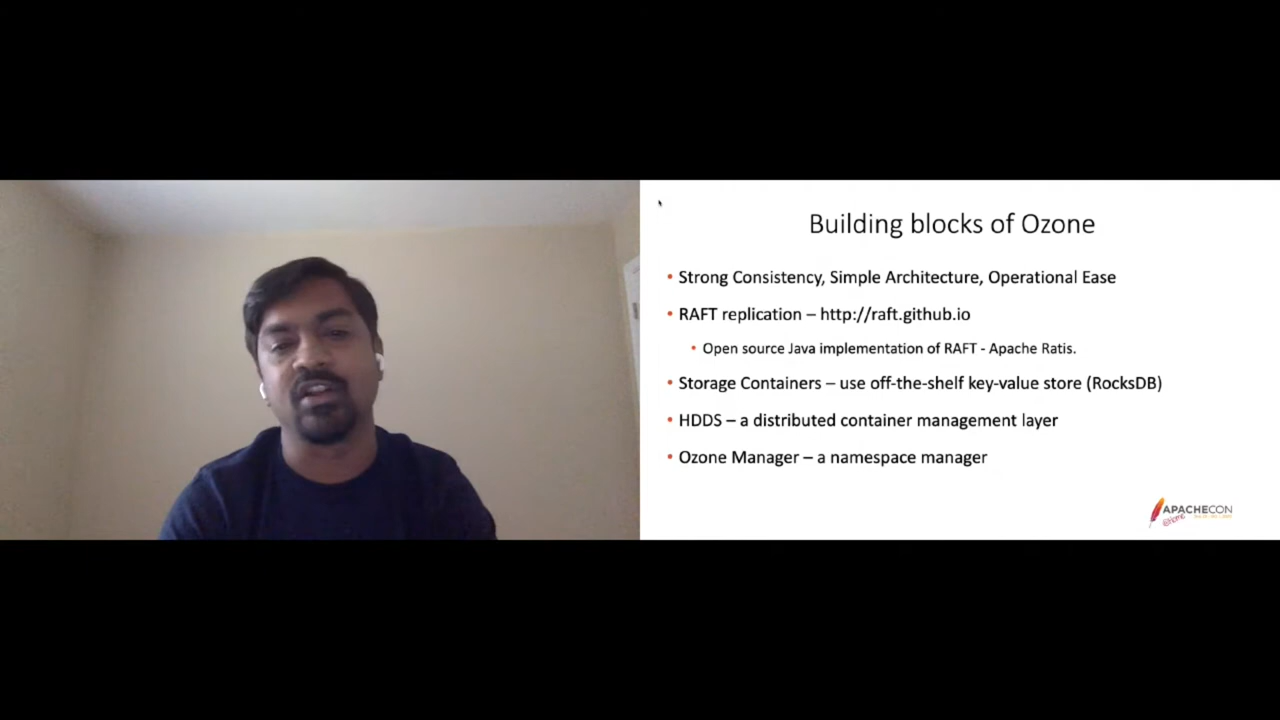 Building blocks of Ozone
• Strong Consistency, Simple Architecture, Operational Ease
• RAFT replication – http://raft.github.io
• Open source Java implementation of RAFT - Apache Ratis.
• Storage Containers – use off-the-shelf key-value store (RocksDB)
• HDDS – a distributed container management layer
• Ozone Manager – a namespace manager
APACHECON
@Home